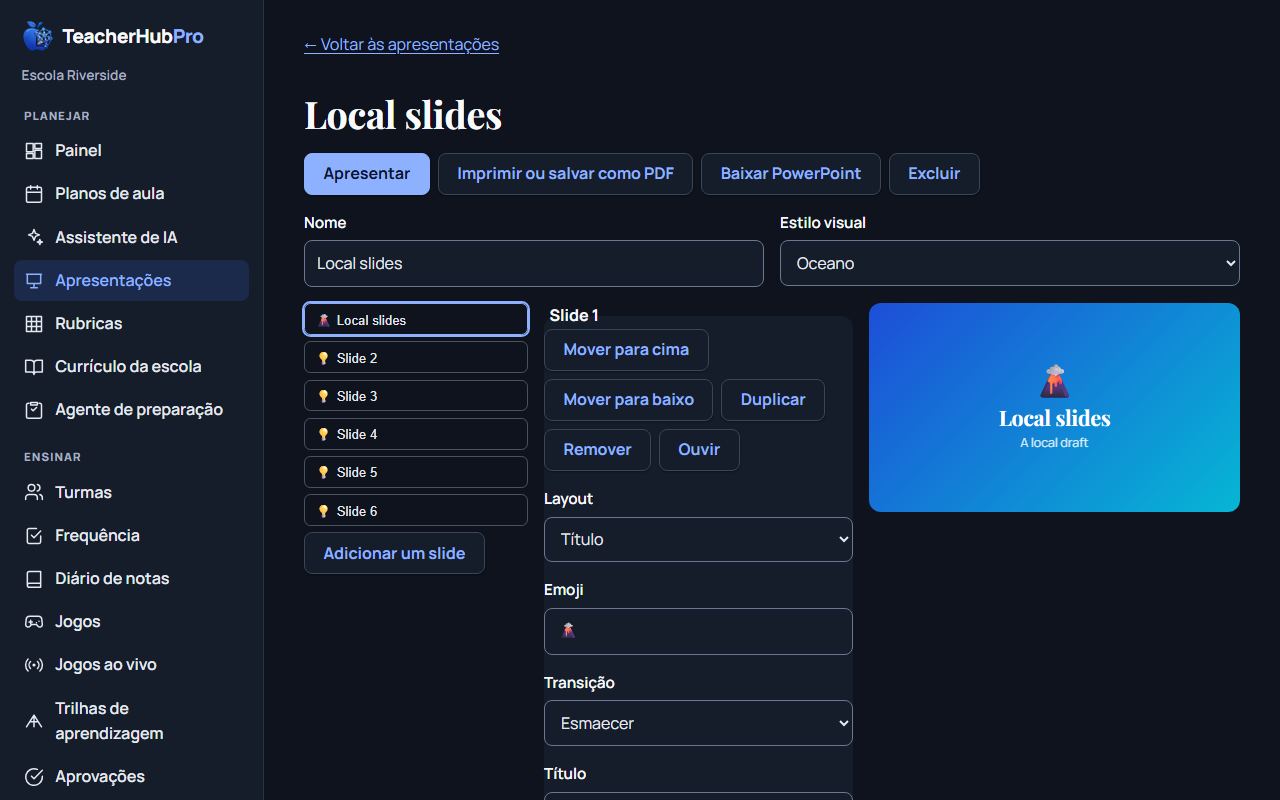 TeacherHubPro
Escola Riverside
PLANEJAR
Painel
Planos de aula
Assistente de IA
Apresentações
Rubricas
Currículo da escola
Agente de preparação
ENSINAR
Turmas
Frequência
Diário de notas
Jogos
Jogos ao vivo
Trilhas de
aprendizagem
Aprovações
← Voltar às apresentações
Local slides
Apresentar
Imprimir ou salvar como PDF
Baixar PowerPoint
Excluir
Nome
Local slides
Estilo visual
Oceano
Local slides
Slide 2
Slide 3
Slide 4
Slide 5
Slide 6
Adicionar um slide
Slide 1
Mover para cima
Mover para baixo
Duplicar
Remover
Ouvir
Layout
Título
Emoji
Transição
Esmaecer
Título
Local slides
A local draft